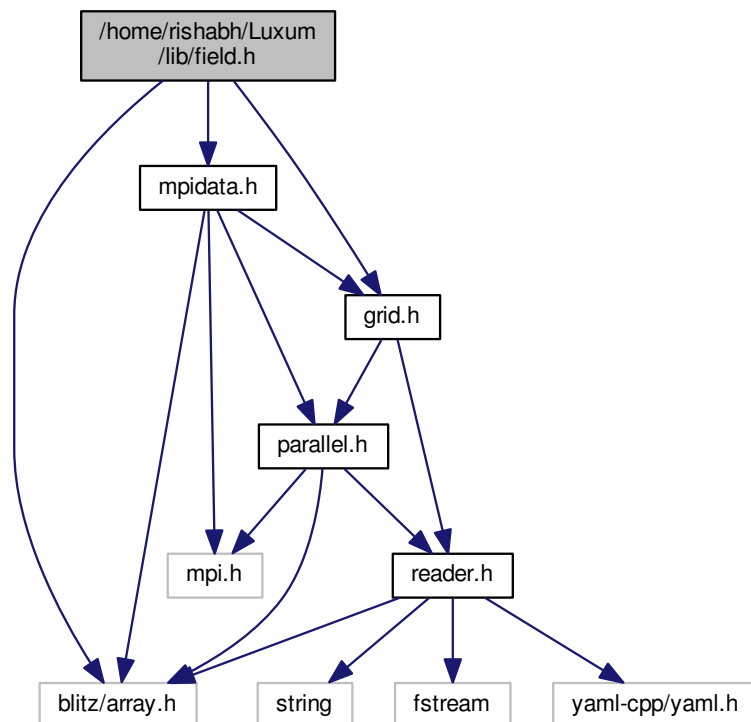 /home/rishabh/Luxum
/lib/field.h
mpidata.h
grid.h
parallel.h
mpi.h
reader.h
blitz/array.h
string
fstream
yaml-cpp/yaml.h